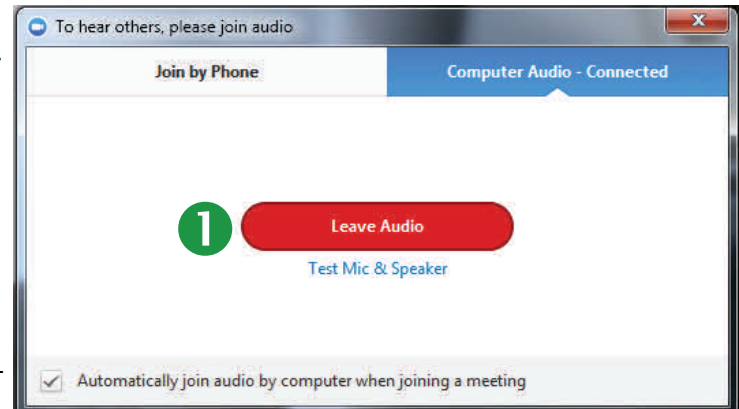 To hear others, please join audio
Join by Phone
Computer Audio - Connected
1
Leave Audio
Test Mic & Speaker
Automatically join audio by computer when joining a meeting